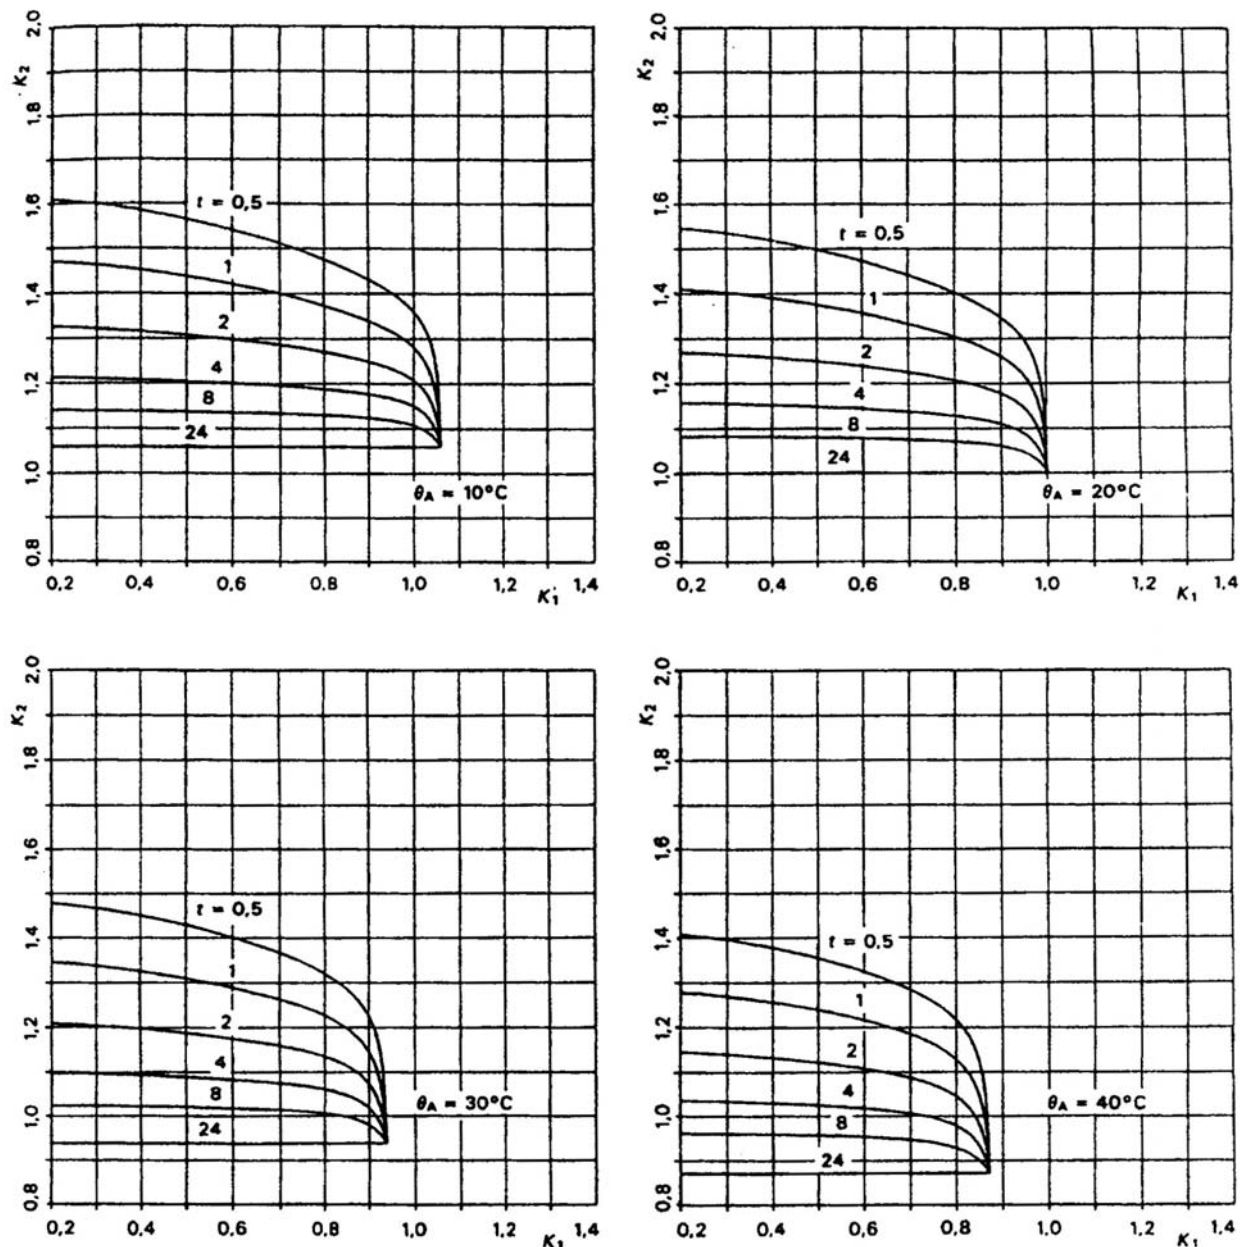 K₂
2,0
1,8
1,6
1,4
1,2
1,0
0,8
t = 0,5
1
2
4
8
24
θA = 10°C
0,2 0,4 0,6 0,8 1,0 1,2 1,4
K₁
K₂
2,0
1,8
1,6
1,4
1,2
1,0
0,8
t = 0,5
1
2
4
8
24
θA = 20°C
0,2 0,4 0,6 0,8 1,0 1,2 1,4
K₁
K₂
2,0
1,8
1,6
1,4
1,2
1,0
0,8
t = 0,5
1
2
4
8
24
θA = 30°C
0,2 0,4 0,6 0,8 1,0 1,2 1,4
K₁
K₂
2,0
1,8
1,6
1,4
1,2
1,0
0,8
t = 0,5
1
2
4
8
24
θA = 40°C
0,2 0,4 0,6 0,8 1,0 1,2 1,4
K₁